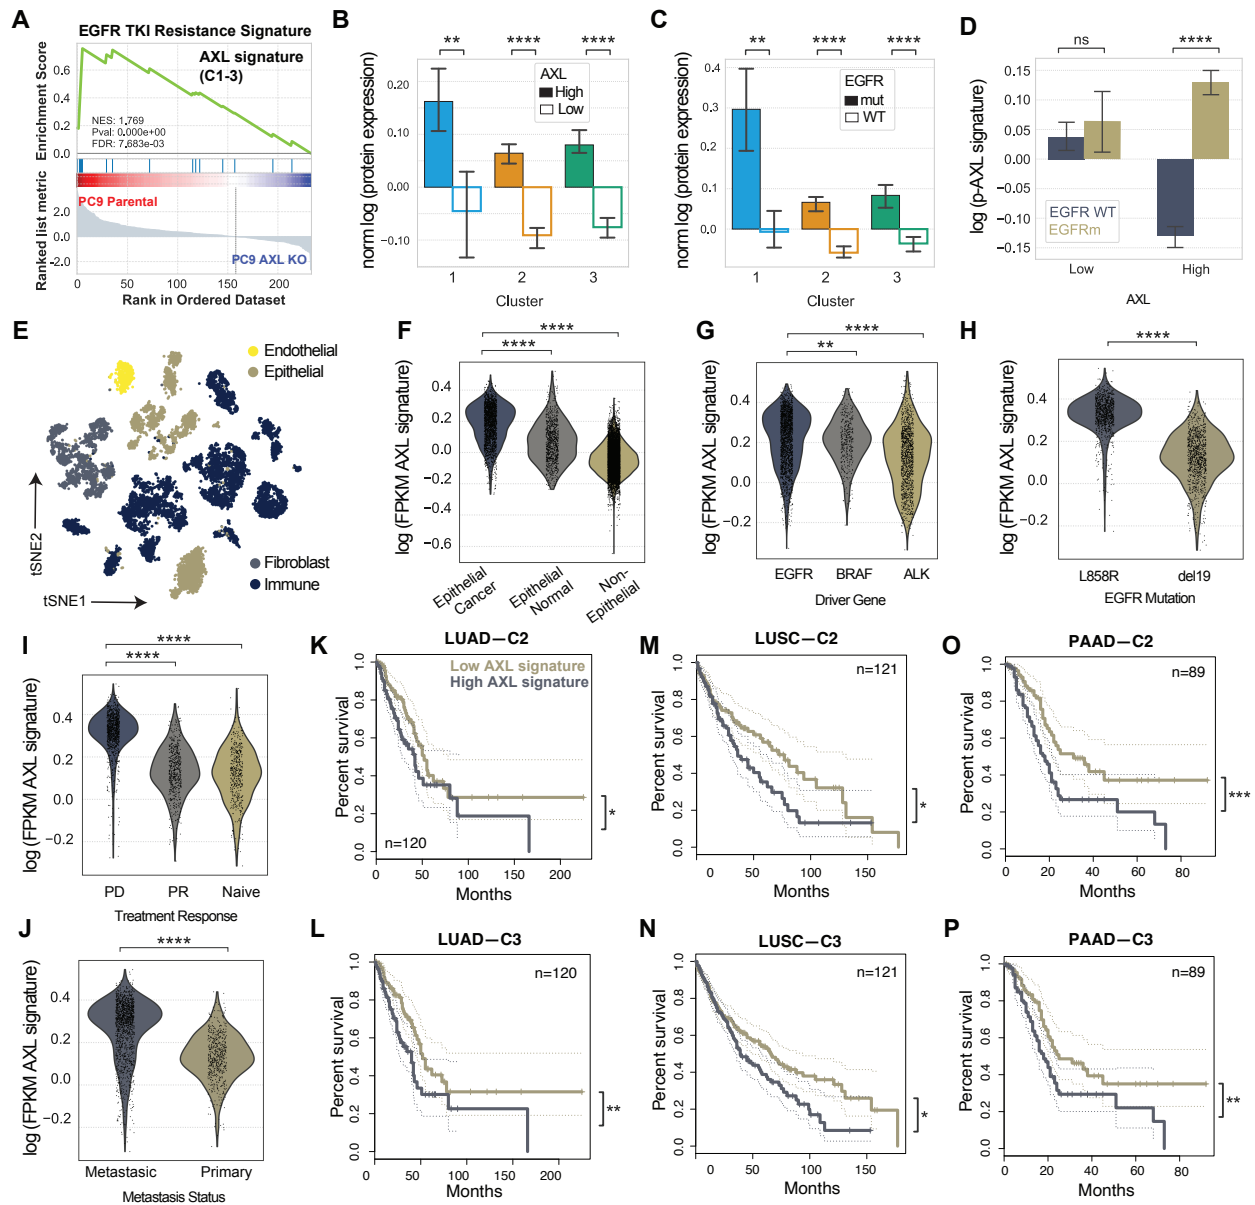 A
EGFR TKI Resistance Signature
AXL signature
(C1-3)
Enrichment Score
0.6
0.4
0.2
0.0
NES: 1,769
Pval: 0.000e+00
FDR: 7,683e-03
Ranked list metric
PC9 Parental
2.0
0.0
-2.0
PC9 AXL KO
0 50 100 150 200
Rank in Ordered Dataset
B
** **** ****
norm log (protein expression)
AXL
High
Low
0.20
0.10
0.00
−0.10
1 2 3
Cluster
C
** **** ****
norm log (protein expression)
EGFR
mut
WT
0.4
0.3
0.2
0.1
0.0
1 2 3
Cluster
D
ns ****
log (p-AXL signature)
0.15
0.10
0.05
0.00
−0.05
−0.10
−0.15
EGFR WT
EGFRm
Low High
AXL
E
Endothelial
Epithelial
Fibroblast
Immune
tSNE2
tSNE1
F
****
****
log (FPKM AXL signature)
0.4
0.2
0.0
−0.2
−0.4
−0.6
Epithelial Cancer
Epithelial Normal
Non-Epithelial
G
****
**
log (FPKM AXL signature)
0.4
0.2
0.0
−0.2
EGFR BRAF ALK
Driver Gene
H
****
log (FPKM AXL signature)
0.4
0.2
0.0
−0.2
L858R del19
EGFR Mutation
I
****
****
log (FPKM AXL signature)
0.4
0.2
0.0
−0.2
PD PR Naive
Treatment Response
J
****
log (FPKM AXL signature)
0.4
0.2
0.0
−0.2
Metastasic Primary
Metastasis Status
K
LUAD—C2
Low AXL signature
High AXL signature
Percent survival
1.0
0.8
0.6
0.4
0.2
0.0
n=120
*
0 50 100 150 200
Months
M
LUSC—C2
n=121
Percent survival
1.0
0.8
0.6
0.4
0.2
0.0
*
0 50 100 150
Months
O
PAAD—C2
n=89
Percent survival
1.0
0.8
0.6
0.4
0.2
0.0
***
0 20 40 60 80
Months
L
LUAD—C3
n=120
Percent survival
1.0
0.8
0.6
0.4
0.2
0.0
**
0 50 100 150 200
Months
N
LUSC—C3
n=121
Percent survival
1.0
0.8
0.6
0.4
0.2
0.0
*
0 50 100 150
Months
P
PAAD—C3
n=89
Percent survival
1.0
0.8
0.6
0.4
0.2
0.0
**
0 20 40 60 80
Months